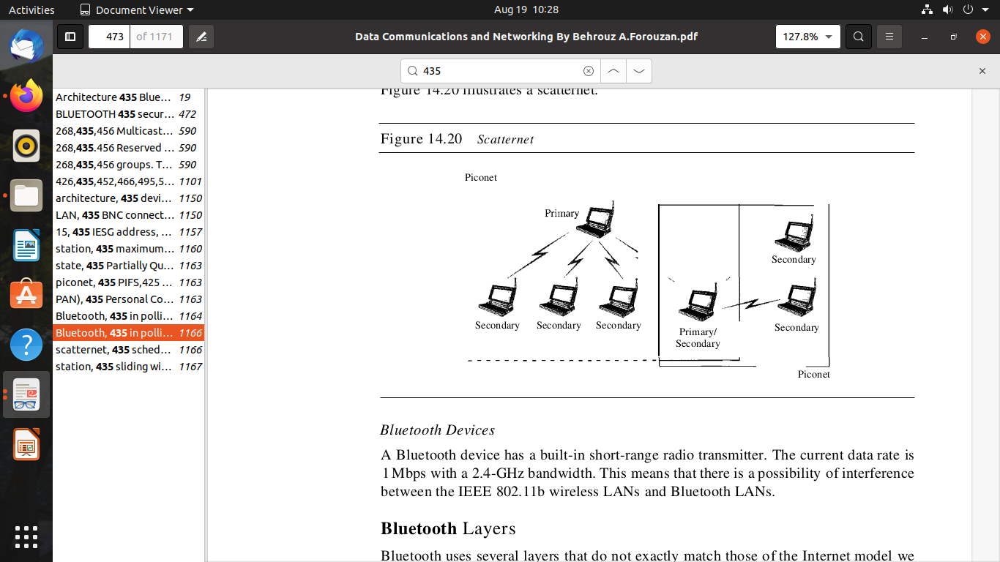 Activities
Document Viewer
Aug 19 10:28
473 of 1171
Data Communications and Networking By Behrouz A.Forouzan.pdf
127.8%
435
Architecture 435 Blue... 19
BLUETOOTH 435 secur... 472
268,435,456 Multicast... 590
268,435.456 Reserved ... 590
268,435,456 groups. T... 590
426,435,452,466,495,5... 1101
architecture, 435 devi... 1150
LAN, 435 BNC connect... 1150
15, 435 IESG address, ... 1157
station, 435 maximum... 1160
state, 435 Partially Qu... 1163
piconet, 435 PIFS,425 ... 1163
PAN), 435 Personal Co... 1163
Bluetooth, 435 in polli... 1164
Bluetooth, 435 in polli... 1166
scatternet, 435 sched... 1166
station, 435 sliding wi... 1167
Figure 14.20 illustrates a scatternet.
Figure 14.20 Scatternet
Piconet
Primary
Secondary
Secondary
Secondary
Secondary
Primary/
Secondary
Secondary
Piconet
Bluetooth Devices
A Bluetooth device has a built-in short-range radio transmitter. The current data rate is
1 Mbps with a 2.4-GHz bandwidth. This means that there is a possibility of interference
between the IEEE 802.11b wireless LANs and Bluetooth LANs.
Bluetooth Layers
Bluetooth uses several layers that do not exactly match those of the Internet model we